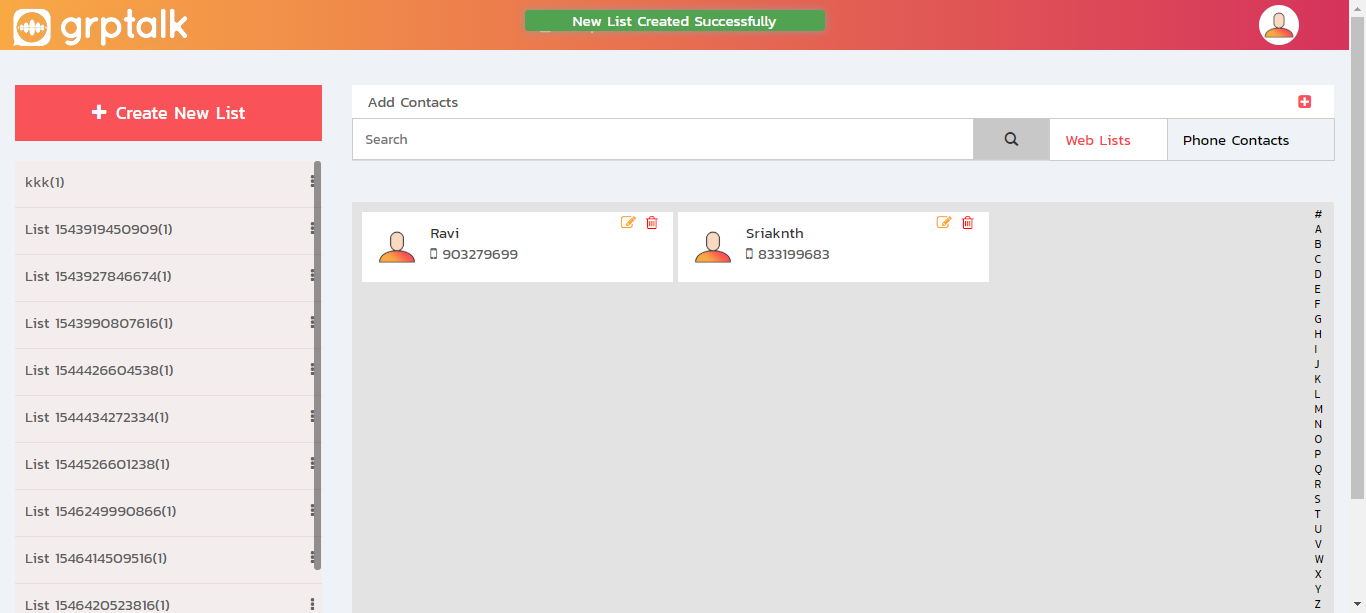 grptalk
New List Created Successfully
Create New List
Add Contacts
Search
Web Lists
Phone Contacts
kkk(1)
List 1543919450909(1)
List 1543927846674(1)
List 1543990807616(1)
List 1544426604538(1)
List 1544434272334(1)
List 1544526601238(1)
List 1546249990866(1)
List 1546414509516(1)
List 1546420523816(1)
Ravi
903279699
Sriaknth
833199683
#
A
B
C
D
E
F
G
H
I
J
K
L
M
N
O
P
Q
R
S
T
U
V
W
X
Y
Z